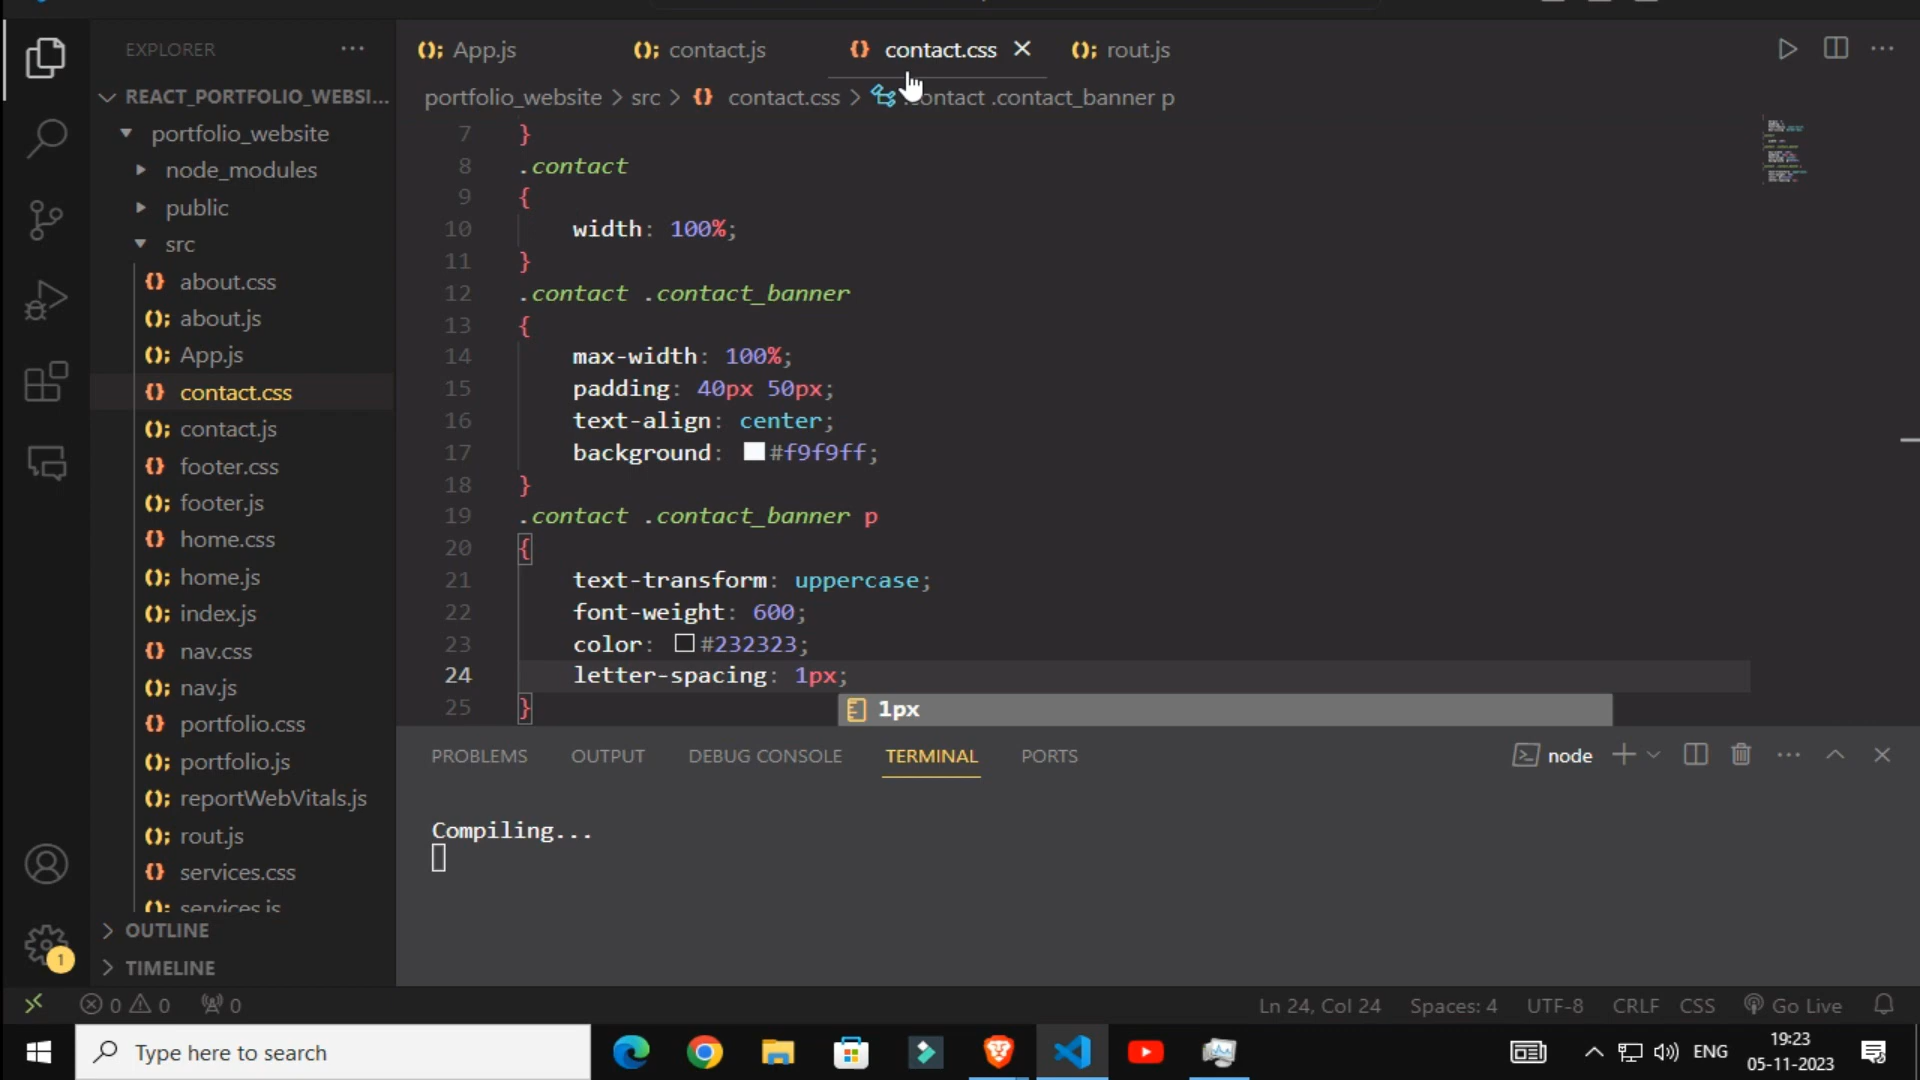 EXPLORER
REACT_PORTFOLIO_WEBSI...
portfolio_website
node_modules
public
src
about.css
about.js
App.js
contact.css
contact.js
footer.css
footer.js
home.css
home.js
index.js
nav.css
nav.js
portfolio.css
portfolio.js
reportWebVitals.js
rout.js
services.css
services.js
OUTLINE
TIMELINE
App.js
contact.js
contact.css
rout.js
portfolio_website > src > contact.css > .contact .contact_banner p
7 }
8 .contact
9 {
10 width: 100%;
11 }
12 .contact .contact_banner
13 {
14 max-width: 100%;
15 padding: 40px 50px;
16 text-align: center;
17 background: #f9f9ff;
18 }
19 .contact .contact_banner p
20 {
21 text-transform: uppercase;
22 font-weight: 600;
23 color: #232323;
24 letter-spacing: 1px;
25 }
1px
PROBLEMS OUTPUT DEBUG CONSOLE TERMINAL PORTS
node
Compiling...
1
0 0 0
Ln 24, Col 24 Spaces: 4 UTF-8 CRLF CSS Go Live
Type here to search
ENG
19:23
05-11-2023